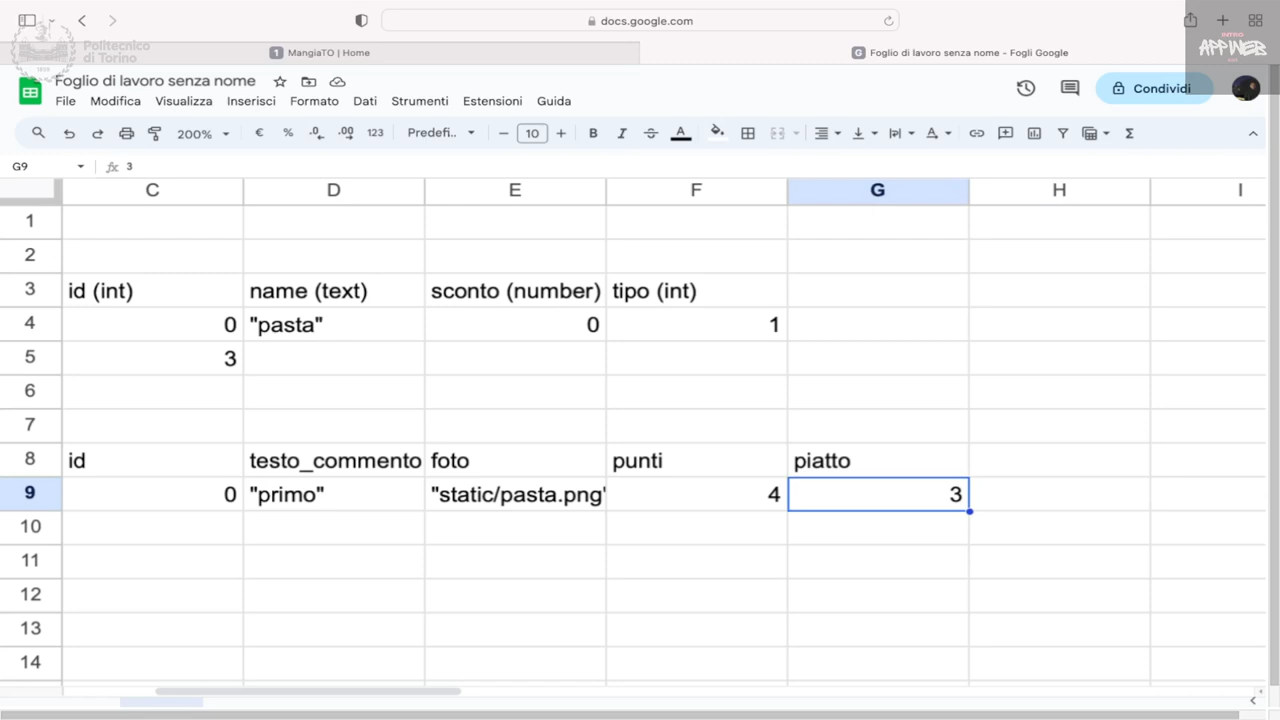 docs.google.com
Politecnico
di Torino
1859
1 MangiaTO | Home
G Foglio di lavoro senza nome - Fogli Google
INTRO
APPWEB
Foglio di lavoro senza nome
Condividi
File Modifica Visualizza Inserisci Formato Dati Strumenti Estensioni Guida
200% € % .0 .00 123 Predefi... 10 B I S A Σ
G9 fx 3
C D E F G H I
1
2
3 id (int) name (text) sconto (number) tipo (int)
4 0 "pasta" 0 1
5 3
6
7
8 id testo_commento foto punti piatto
9 0 "primo" "static/pasta.png" 4 3
10
11
12
13
14